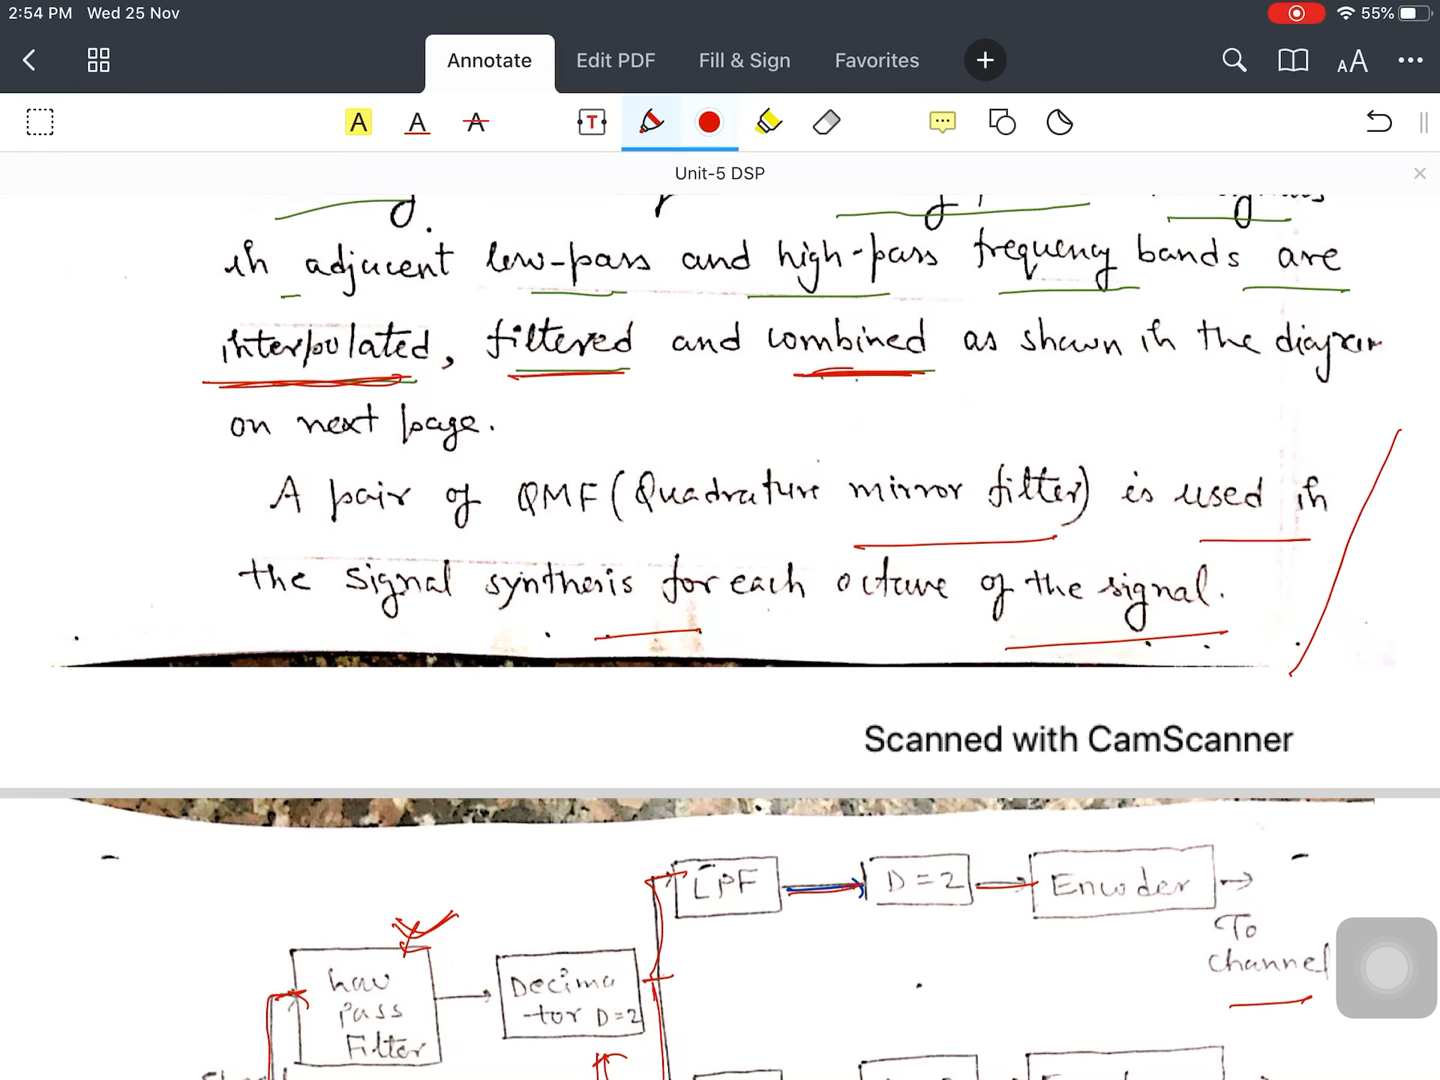 2:54 PM Wed 25 Nov
55%
Annotate Edit PDF Fill & Sign Favorites
Unit-5 DSP
in adjacent low-pass and high-pass frequency bands are
interpolated, filtered and combined as shown in the diagram
on next page.
A pair of QMF (Quadrature mirror filter) is used in
the signal synthesis for each octave of the signal.
Scanned with CamScanner
LPF D=2 Encoder
To
channel
Low
Pass
Filter
Decima
-tor D=2